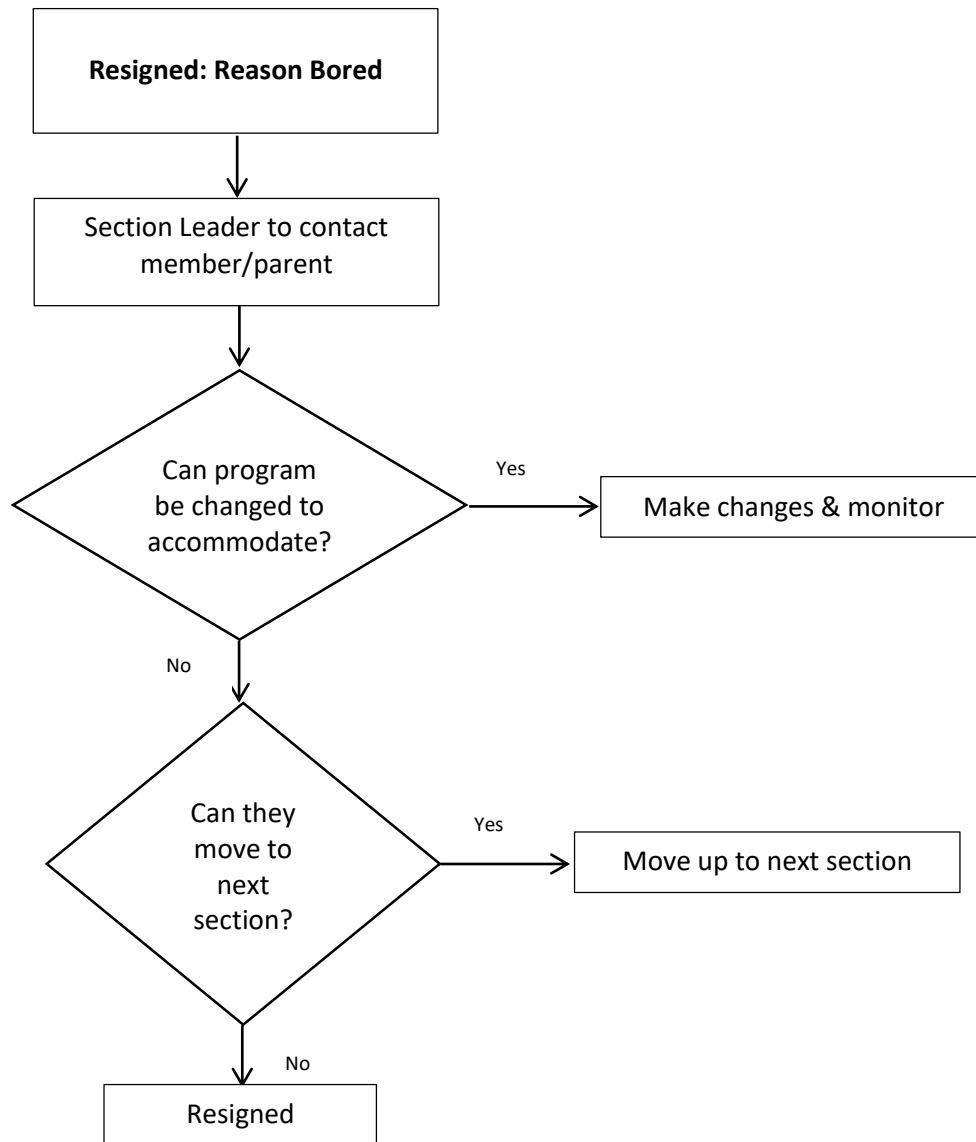 Resigned: Reason Bored
Section Leader to contact
member/parent
Can program
be changed to
accommodate?
Yes
Make changes & monitor
No
Can they
move to
next
section?
Yes
Move up to next section
No
Resigned